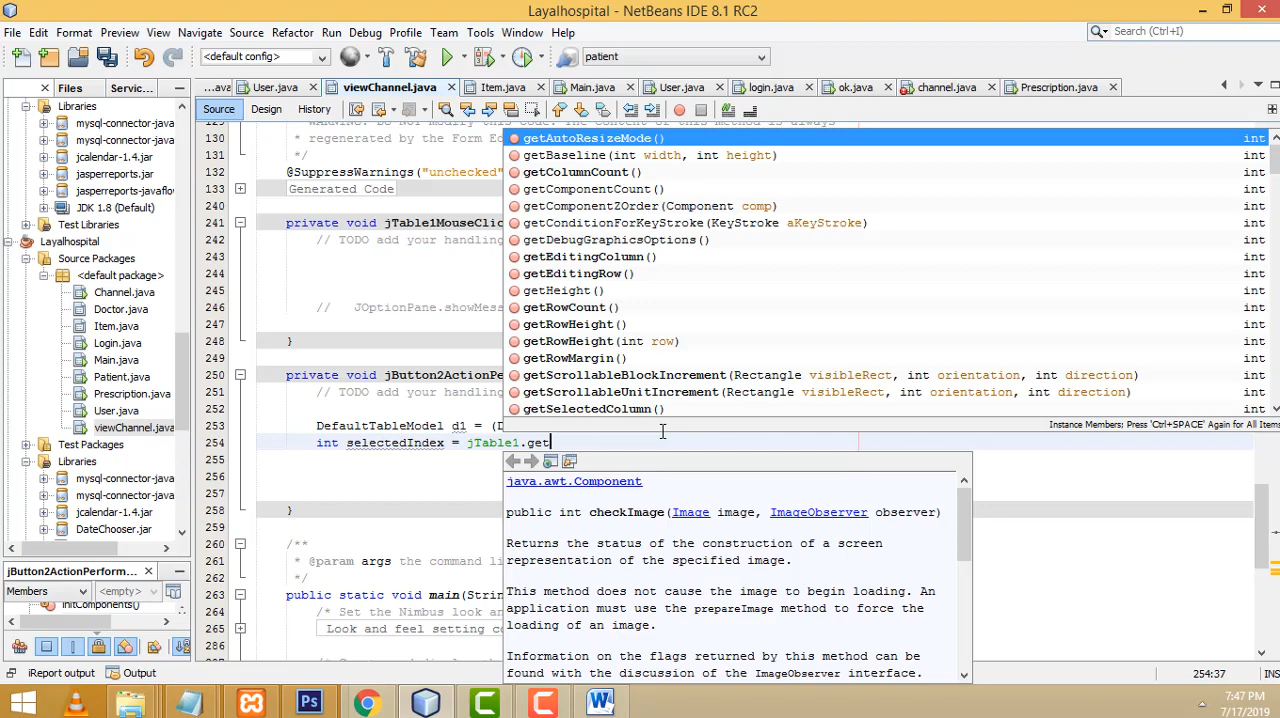 Layalhospital - NetBeans IDE 8.1 RC2
File Edit Format Preview View Navigate Source Refactor Run Debug Profile Team Tools Window Help
Search (Ctrl+I)
<default config>
patient
Files Servic...
...ava User.java viewChannel.java Item.java Main.java User.java login.java ok.java channel.java Prescription.java
Source Design History
Libraries
mysql-connector-java
mysql-connector-java
jcalendar-1.4.jar
jasperreports.jar
jasperreports-javaflow
JDK 1.8 (Default)
Test Libraries
Layalhospital
Source Packages
<default package>
Channel.java
Doctor.java
Item.java
Login.java
Main.java
Patient.java
Prescription.java
User.java
viewChannel.java
Test Packages
Libraries
mysql-connector-java
mysql-connector-java
jcalendar-1.4.jar
DateChooser.jar
jButton2ActionPerform...
Members <empty>
initComponents()
130 * regenerated by the Form Ed
131 */
132 @SuppressWarnings("unchecked"
133 Generated Code
240
241 private void jTable1MouseClic
242 // TODO add your handling
243
244
245
246 // JOptionPane.showMess
247
248 }
249
250 private void jButton2ActionPe
251 // TODO add your handling
252
253 DefaultTableModel d1 = (D
254 int selectedIndex = jTable1.get
255
256
257
258 }
259
260 /**
261 * @param args the command li
262 */
263 public static void main(Strin
264 /* Set the Nimbus look an
265 Look and feel setting co
286
getAutoResizeMode() int
getBaseline(int width, int height) int
getColumnCount() int
getComponentCount() int
getComponentZOrder(Component comp) int
getConditionForKeyStroke(KeyStroke aKeyStroke) int
getDebugGraphicsOptions() int
getEditingColumn() int
getEditingRow() int
getHeight() int
getRowCount() int
getRowHeight() int
getRowHeight(int row) int
getRowMargin() int
getScrollableBlockIncrement(Rectangle visibleRect, int orientation, int direction) int
getScrollableUnitIncrement(Rectangle visibleRect, int orientation, int direction) int
getSelectedColumn() int
Instance Members; Press 'Ctrl+SPACE' Again for All Items
java.awt.Component
public int checkImage(Image image, ImageObserver observer)
Returns the status of the construction of a screen
representation of the specified image.
This method does not cause the image to begin loading. An
application must use the prepareImage method to force the
loading of an image.
Information on the flags returned by this method can be
found with the discussion of the ImageObserver interface.
iReport output Output
254:37 INS
7:47 PM
7/17/2019